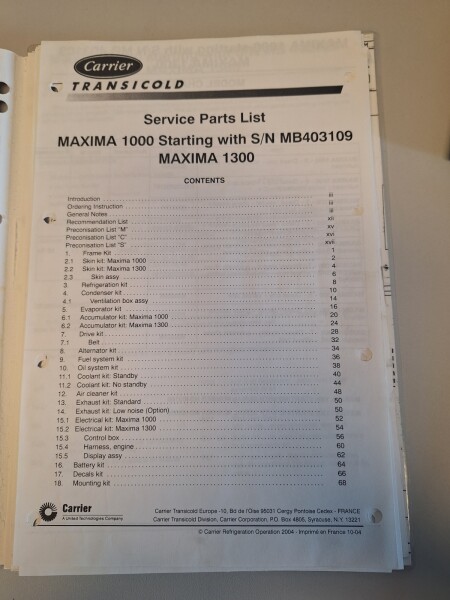 Carrier
TRANSICOLD
Service Parts List
MAXIMA 1000 Starting with S/N MB403109
MAXIMA 1300
CONTENTS
Introduction iii
Ordering Instruction iii
General Notes iii
Recommendation List xii
Preconisation List "M" xv
Preconisation List "C" xvi
Preconisation List "S" xvii
1. Frame Kit 1
2.1 Skin kit: Maxima 1000 2
2.2 Skin kit: Maxima 1300 4
2.3 Skin assy 6
3. Refrigeration kit 8
4. Condenser kit 10
4.1 Ventilation box assy 14
5. Evaporator kit 16
6.1 Accumulator kit: Maxima 1000 20
6.2 Accumulator kit: Maxima 1300 24
7. Drive kit 28
7.1 Belt 32
8. Alternator kit 34
9. Fuel system kit 36
10. Oil system kit 38
11.1 Coolant kit: Standby 40
11.2 Coolant kit: No standby 44
12. Air cleaner kit 48
13. Exhaust kit: Standard 50
14. Exhaust kit: Low noise (Option) 50
15.1 Electrical kit: Maxima 1000 52
15.2 Electrical kit: Maxima 1300 54
15.3 Control box 56
15.4 Harness, engine 60
15.5 Display assy 62
16. Battery kit 64
17. Decals kit 66
18. Mounting kit 68
Carrier
A United Technologies Company
Carrier Transicold Europe -10, Bd de l'Oise 95031 Cergy Pontoise Cedex - FRANCE
Carrier Transicold Division, Carrier Corporation, P.O. Box 4805, Syracuse, N.Y. 13221
© Carrier Refrigeration Operation 2004 - Imprimé en France 10-04